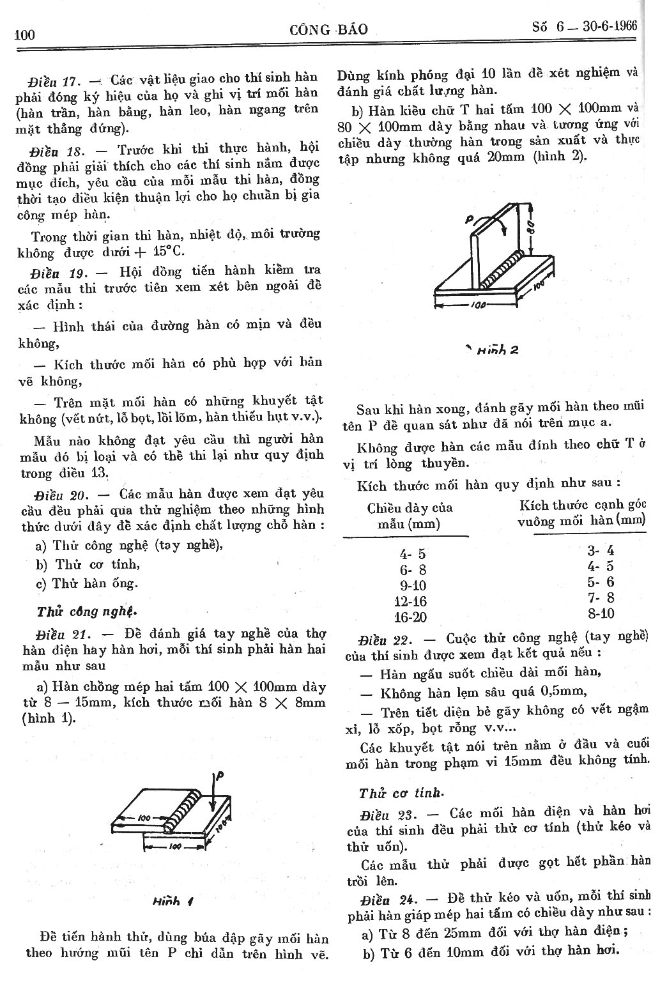 100
CÔNG BÁO
Số 6 — 30-6-1966
Điều 17. — Các vật liệu giao cho thí sinh hàn
phải đóng ký hiệu của họ và ghi vị trí mối hàn
(hàn trần, hàn bằng, hàn leo, hàn ngang trên
mặt thẳng đứng).
Điều 18. — Trước khi thi thực hành, hội
đồng phải giải thích cho các thí sinh nắm được
mục đích, yêu cầu của mỗi mẫu thi hàn, đồng
thời tạo điều kiện thuận lợi cho họ chuẩn bị gia
công mép hàn.
Trong thời gian thi hàn, nhiệt độ, môi trường
không được dưới + 15°C.
Điều 19. — Hội đồng tiến hành kiểm tra
các mẫu thi trước tiên xem xét bên ngoài để
xác định :
— Hình thái của đường hàn có mịn và đều
không,
— Kích thước mối hàn có phù hợp với bản
vẽ không,
— Trên mặt mối hàn có những khuyết tật
không (vết nứt, lỗ bọt, lồi lõm, hàn thiếu hụt v.v.).
Mẫu nào không đạt yêu cầu thì người hàn
mẫu đó bị loại và có thể thi lại như quy định
trong điều 13.
Điều 20. — Các mẫu hàn được xem đạt yêu
cầu đều phải qua thử nghiệm theo những hình
thức dưới đây để xác định chất lượng chỗ hàn :
a) Thử công nghệ (tay nghề),
b) Thử cơ tính,
c) Thử hàn ống.
Thử công nghệ.
Điều 21. — Để đánh giá tay nghề của thợ
hàn điện hay hàn hơi, mỗi thí sinh phải hàn hai
mẫu như sau
a) Hàn chồng mép hai tấm 100 × 100mm dày
từ 8 — 15mm, kích thước mối hàn 8 × 8mm
(hình 1).
P
100
100
100
Hình 1
Để tiến hành thử, dùng búa đập gãy mối hàn
theo hướng mũi tên P chỉ dẫn trên hình vẽ.
Dùng kính phóng đại 10 lần để xét nghiệm và
đánh giá chất lượng hàn.
b) Hàn kiểu chữ T hai tấm 100 × 100mm và
80 × 100mm dày bằng nhau và tương ứng với
chiều dày thường hàn trong sản xuất và thực
tập nhưng không quá 20mm (hình 2).
P
80
100
100
Hình 2
Sau khi hàn xong, đánh gãy mối hàn theo mũi
tên P để quan sát như đã nói trên mục a.
Không được hàn các mẫu đính theo chữ T ở
vị trí lòng thuyền.
Kích thước mối hàn quy định như sau :
Chiều dày của
mẫu (mm)
Kích thước cạnh góc
vuông mối hàn (mm)
4- 5 3- 4
6- 8 4- 5
9-10 5- 6
12-16 7- 8
16-20 8-10
Điều 22. — Cuộc thử công nghệ (tay nghề)
của thí sinh được xem đạt kết quả nếu :
— Hàn ngấu suốt chiều dài mối hàn,
— Không hàn lẹm sâu quá 0,5mm,
— Trên tiết diện bẻ gãy không có vết ngậm
xỉ, lỗ xốp, bọt rỗng v.v...
Các khuyết tật nói trên nằm ở đầu và cuối
mối hàn trong phạm vi 15mm đều không tính.
Thử cơ tính.
Điều 23. — Các mối hàn điện và hàn hơi
của thí sinh đều phải thử cơ tính (thử kéo và
thử uốn).
Các mẫu thử phải được gọt hết phần hàn
trồi lên.
Điều 24. — Để thử kéo và uốn, mỗi thí sinh
phải hàn giáp mép hai tấm có chiều dày như sau :
a) Từ 8 đến 25mm đối với thợ hàn điện ;
b) Từ 6 đến 10mm đối với thợ hàn hơi.